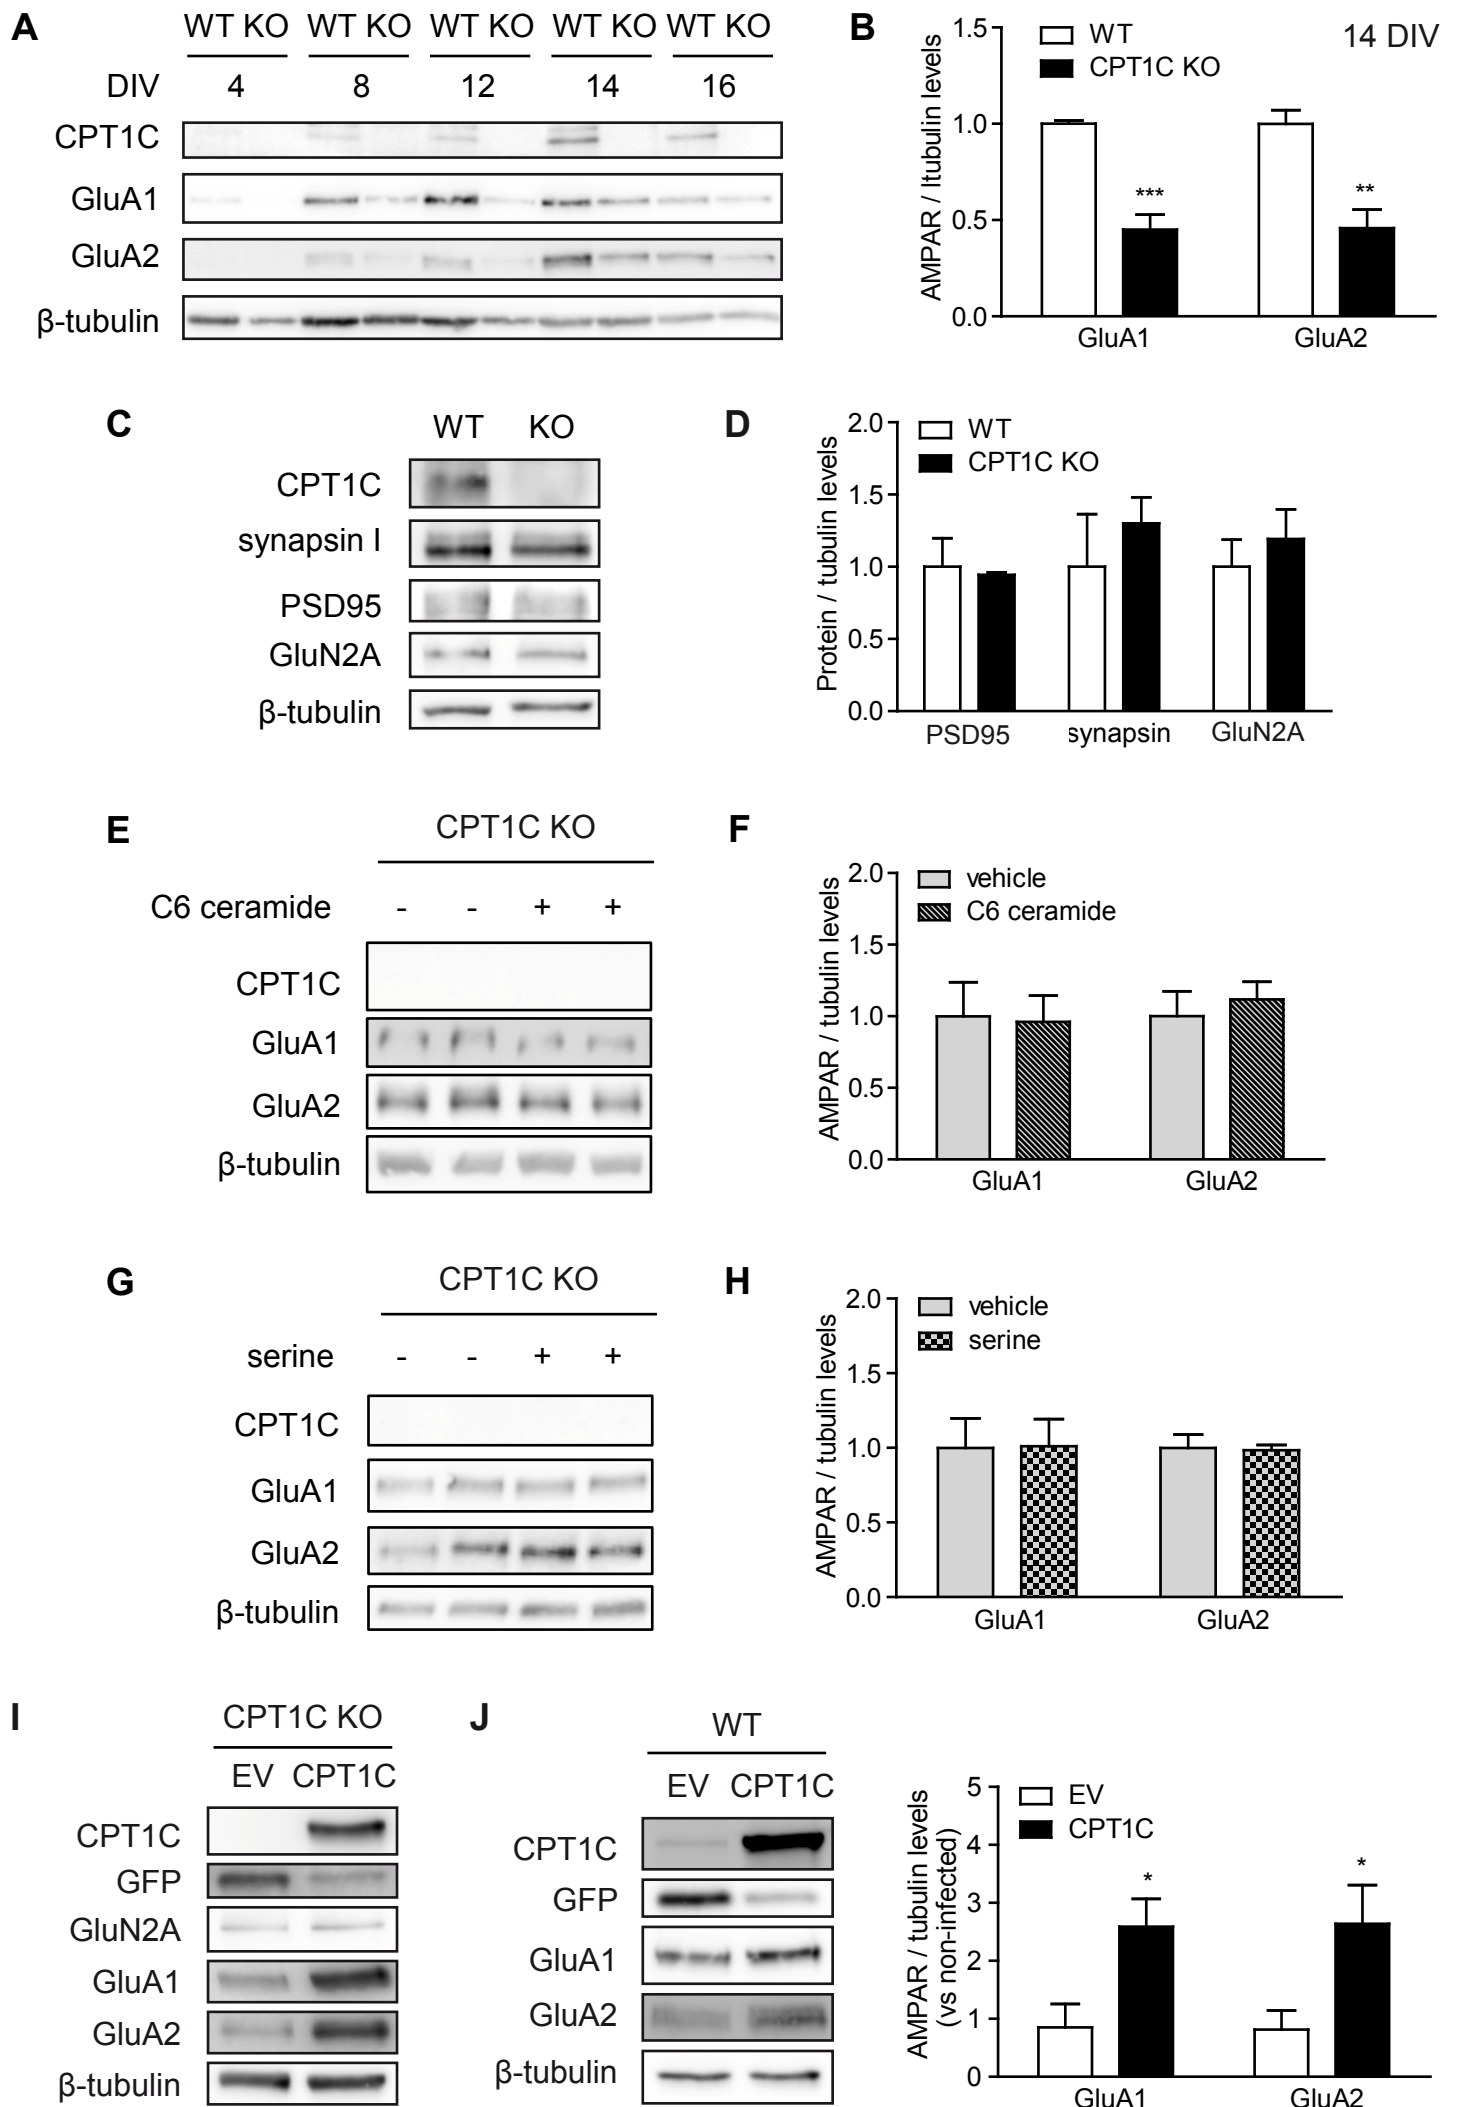 A
WT KO WT KO WT KO WT KO WT KO
DIV 4 8 12 14 16
CPT1C
GluA1
GluA2
β-tubulin
B
14 DIV
WT
CPT1C KO
AMPAR / ltubulin levels
1.5
1.0
0.5
0.0
***
**
GluA1 GluA2
C
WT KO
CPT1C
synapsin I
PSD95
GluN2A
β-tubulin
D
WT
CPT1C KO
Protein / tubulin levels
2.0
1.5
1.0
0.5
0.0
PSD95 synapsin GluN2A
E
CPT1C KO
C6 ceramide - - + +
CPT1C
GluA1
GluA2
β-tubulin
F
vehicle
C6 ceramide
AMPAR / tubulin levels
2.0
1.5
1.0
0.5
0.0
GluA1 GluA2
G
CPT1C KO
serine - - + +
CPT1C
GluA1
GluA2
β-tubulin
H
vehicle
serine
AMPAR / tubulin levels
2.0
1.5
1.0
0.5
0.0
GluA1 GluA2
I
CPT1C KO
EV CPT1C
CPT1C
GFP
GluN2A
GluA1
GluA2
β-tubulin
J
WT
EV CPT1C
CPT1C
GFP
GluA1
GluA2
β-tubulin
EV
CPT1C
AMPAR / tubulin levels
(vs non-infected)
5
4
3
2
1
0
*
*
GluA1 GluA2